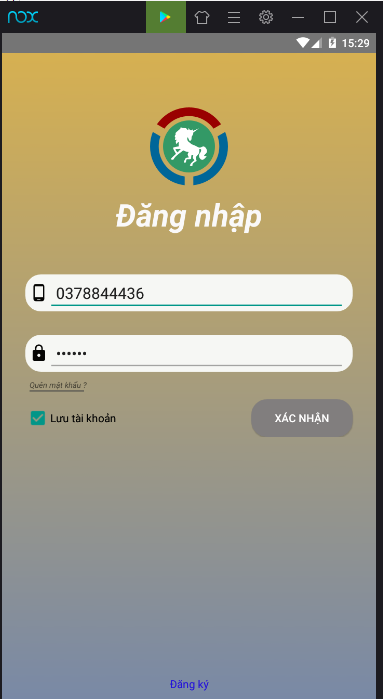 nox
15:29
Đăng nhập
0378844436
••••••
Quên mật khẩu ?
Lưu tài khoản
XÁC NHẬN
Đăng ký